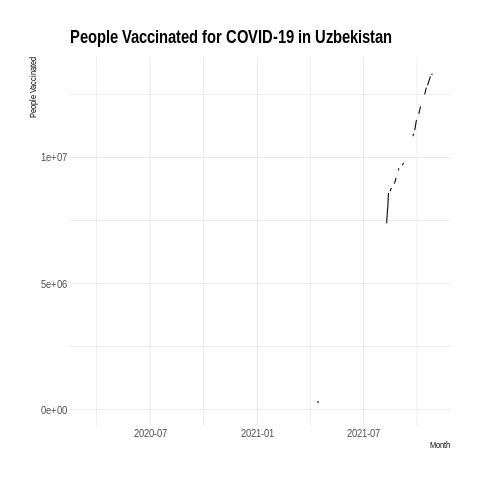 People Vaccinated for COVID-19 in Uzbekistan
People Vaccinated
1e+07
5e+06
0e+00
2020-07
2021-01
2021-07
Month